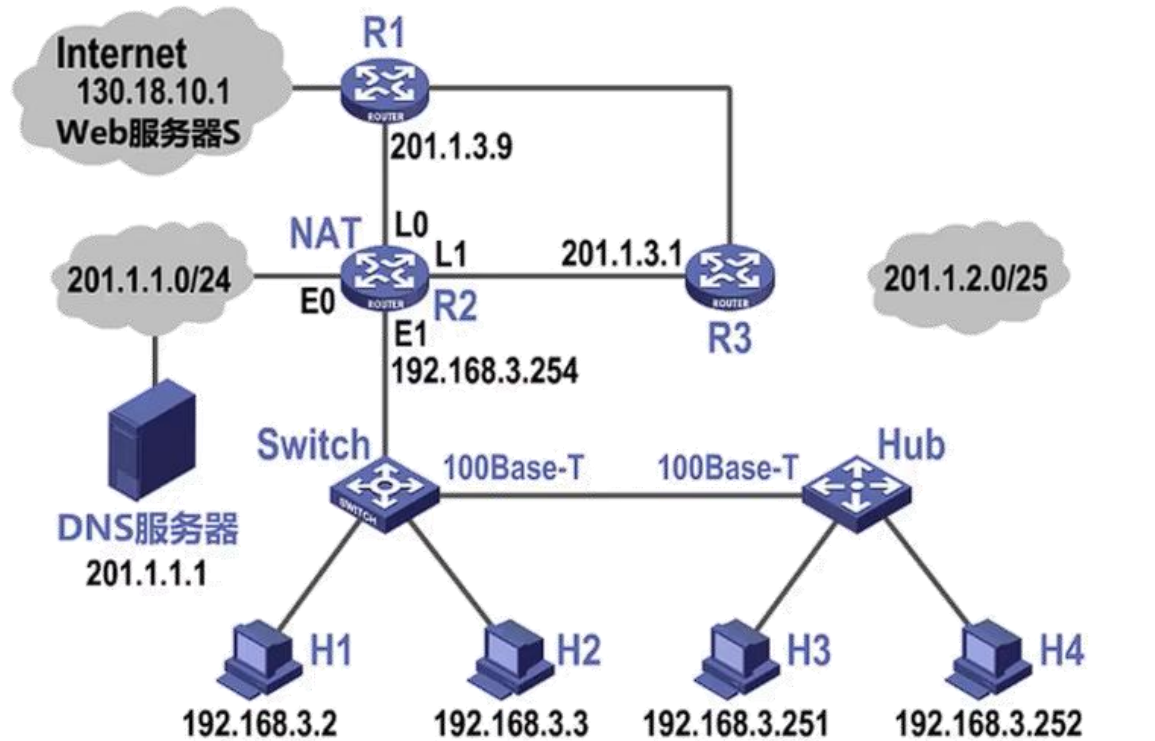 R1
Internet
130.18.10.1
Web服务器S
ROUTER
201.1.3.9
NAT
L0
L1
201.1.3.1
201.1.1.0/24
201.1.2.0/25
E0
ROUTER
R2
ROUTER
R3
E1
192.168.3.254
Switch
100Base-T
100Base-T
Hub
SWITCH
DNS服务器
201.1.1.1
H1
H2
H3
H4
192.168.3.2
192.168.3.3
192.168.3.251
192.168.3.252